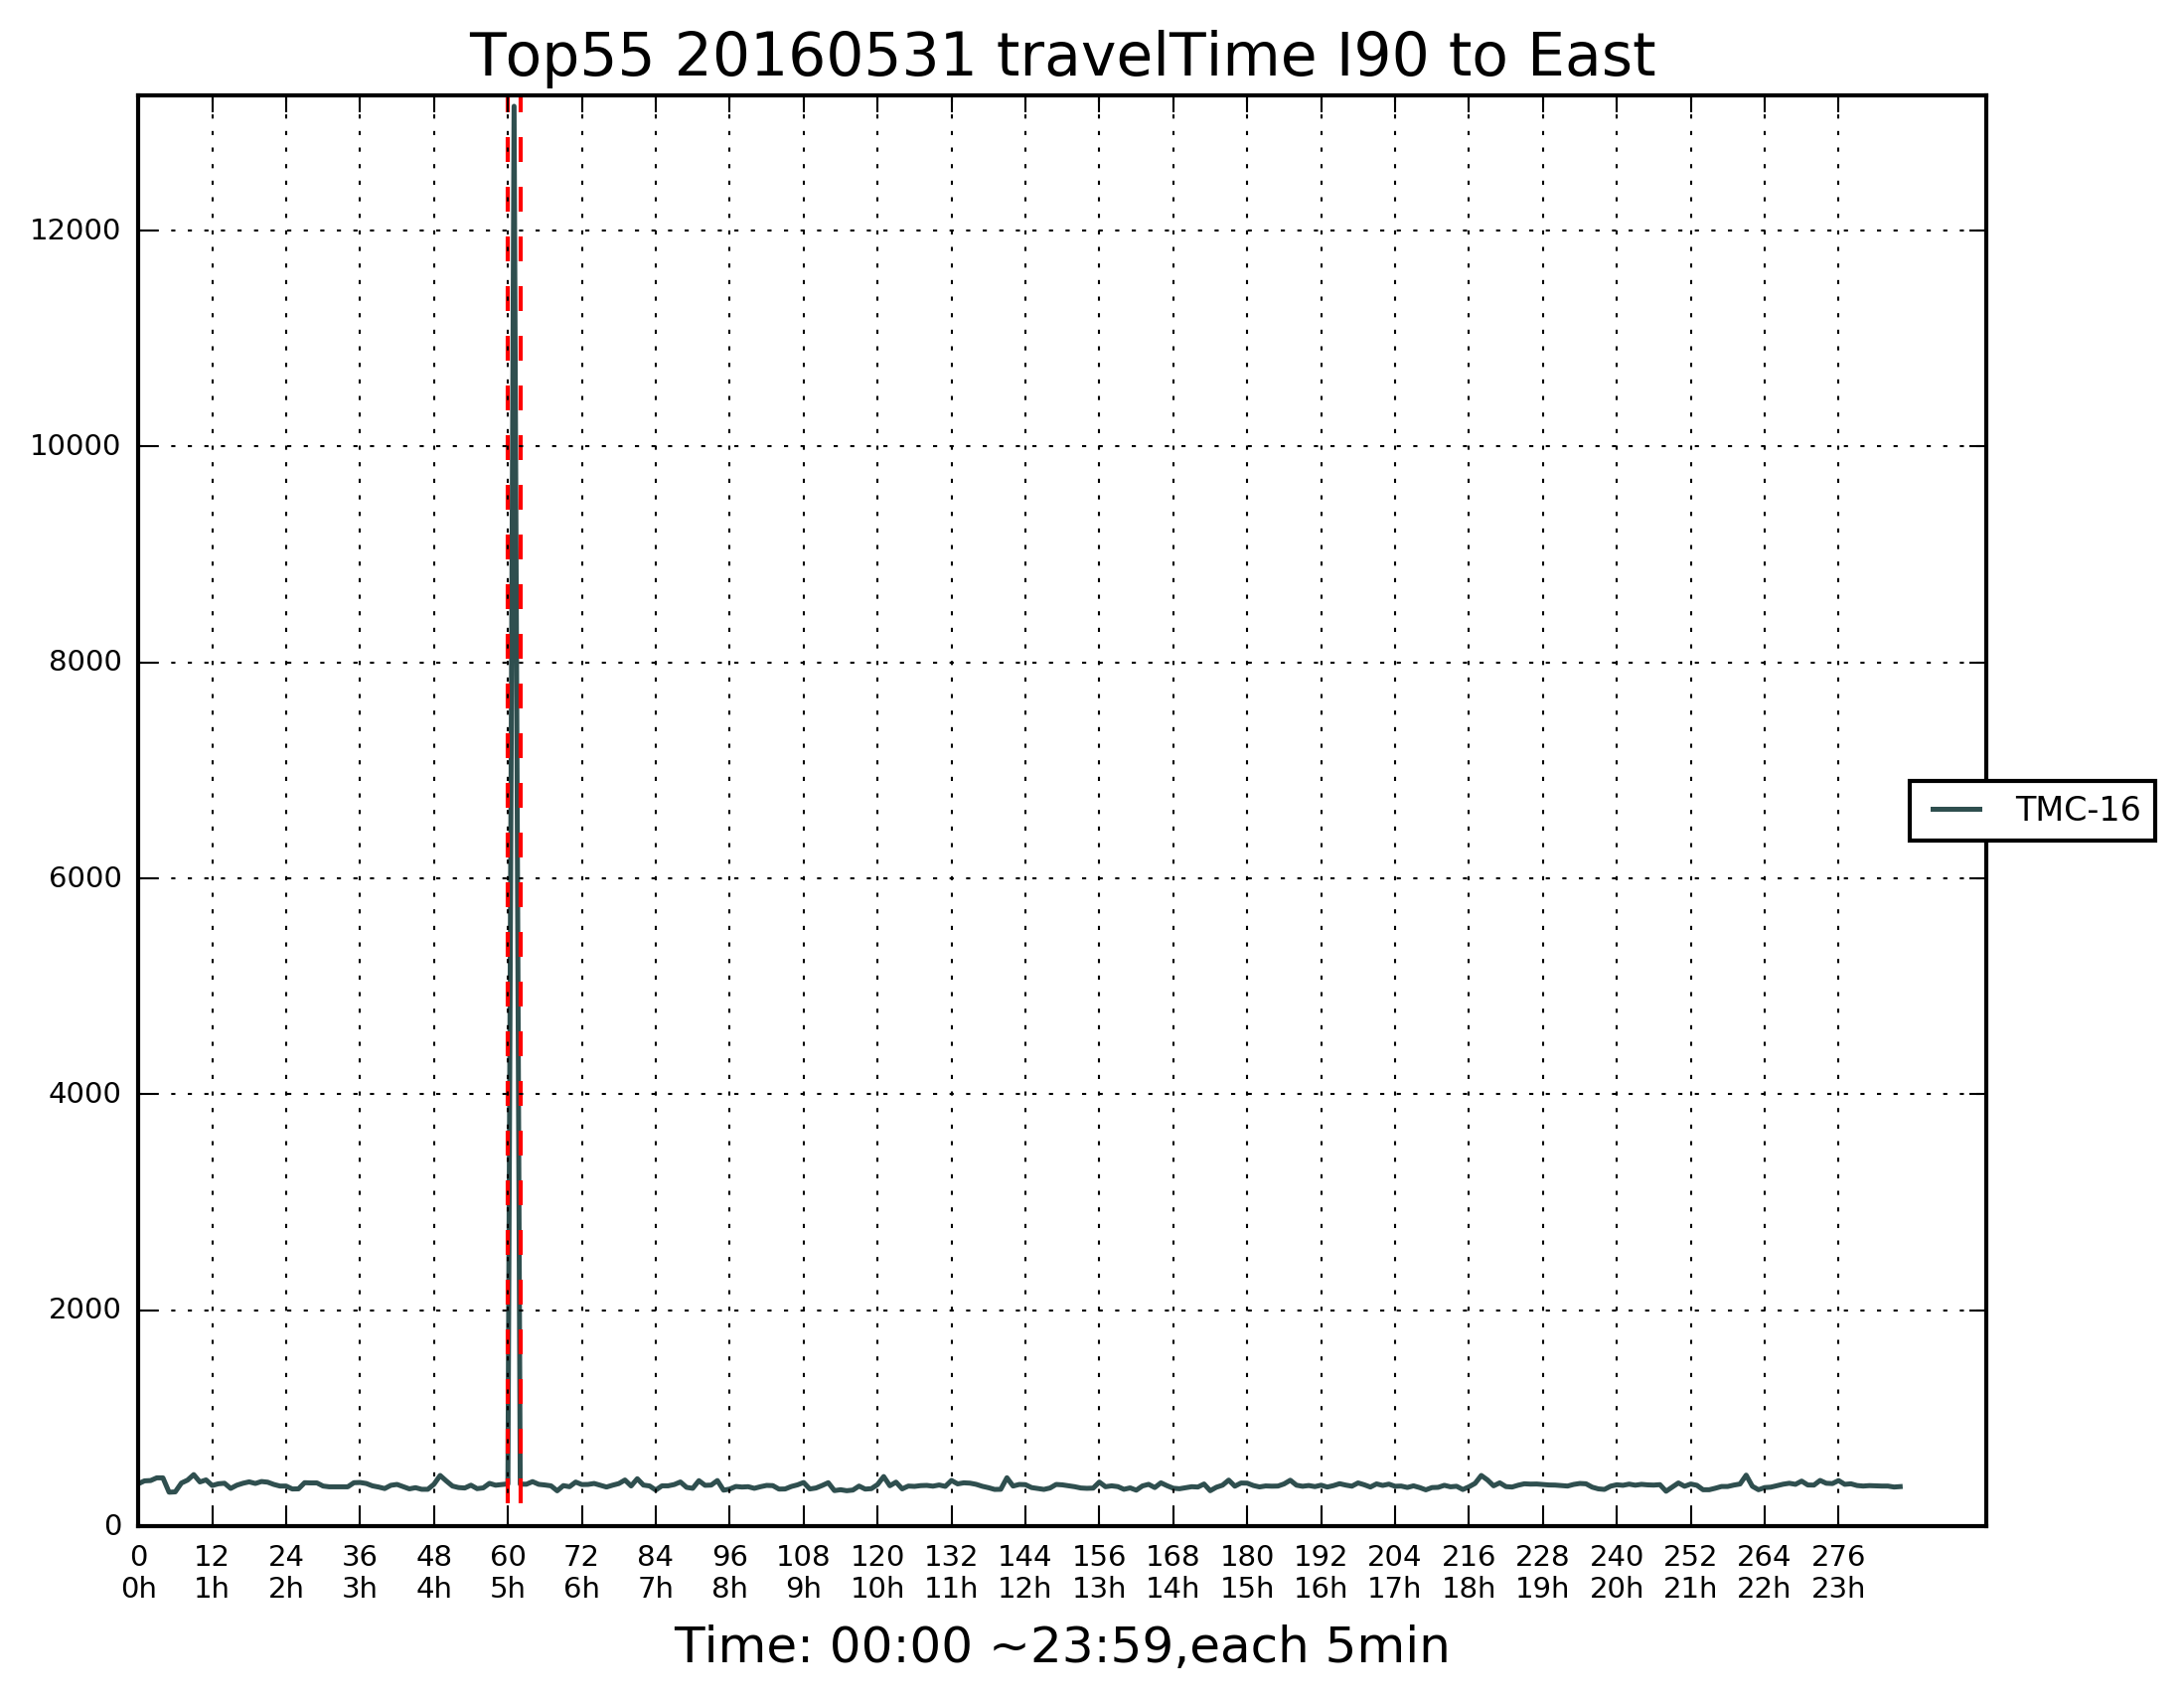 Top55 20160531 travelTime I90 to East
12000
10000
8000
6000
4000
2000
0
TMC-16
0 12 24 36 48 60 72 84 96 108 120 132 144 156 168 180 192 204 216 228 240 252 264 276
0h 1h 2h 3h 4h 5h 6h 7h 8h 9h 10h 11h 12h 13h 14h 15h 16h 17h 18h 19h 20h 21h 22h 23h
Time: 00:00 ~23:59,each 5min